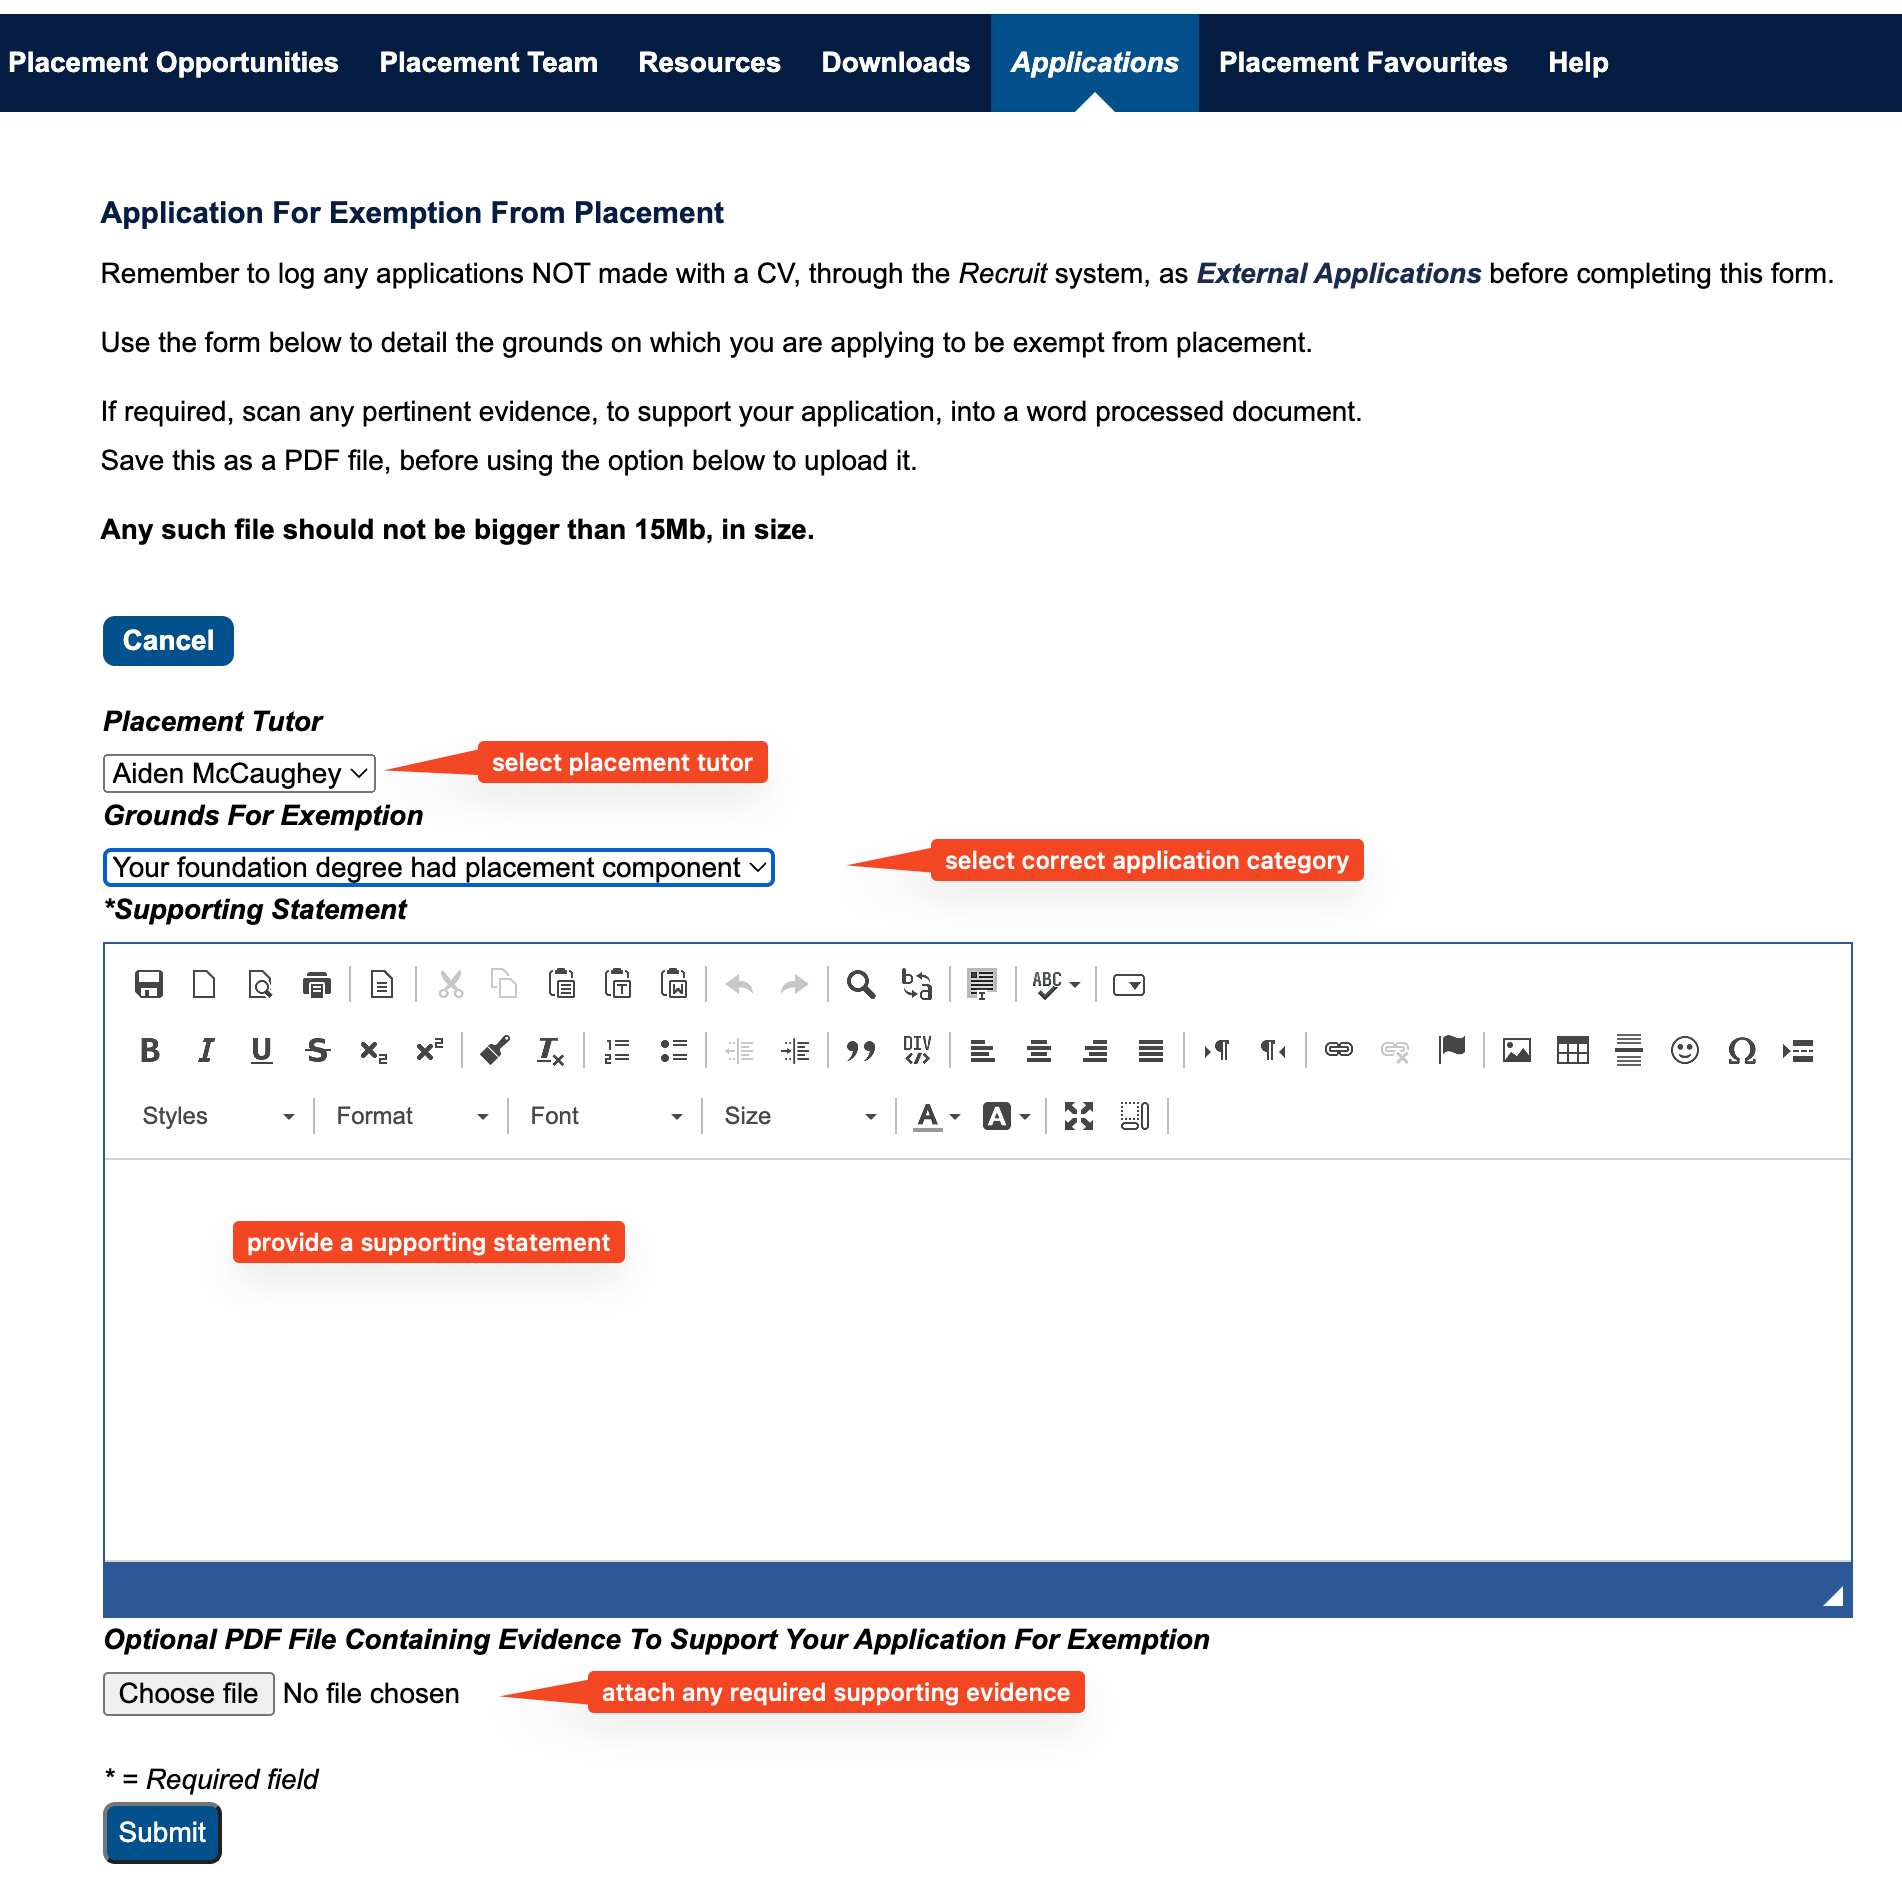 Placement Opportunities Placement Team Resources Downloads Applications Placement Favourites Help
Application For Exemption From Placement
Remember to log any applications NOT made with a CV, through the Recruit system, as External Applications before completing this form.
Use the form below to detail the grounds on which you are applying to be exempt from placement.
If required, scan any pertinent evidence, to support your application, into a word processed document.
Save this as a PDF file, before using the option below to upload it.
Any such file should not be bigger than 15Mb, in size.
Cancel
Placement Tutor
Aiden McCaughey select placement tutor
Grounds For Exemption
Your foundation degree had placement component select correct application category
*Supporting Statement
ABC
B I U S x₂ x² Tx DIV
Styles Format Font Size A A
provide a supporting statement
Optional PDF File Containing Evidence To Support Your Application For Exemption
Choose file No file chosen attach any required supporting evidence
* = Required field
Submit